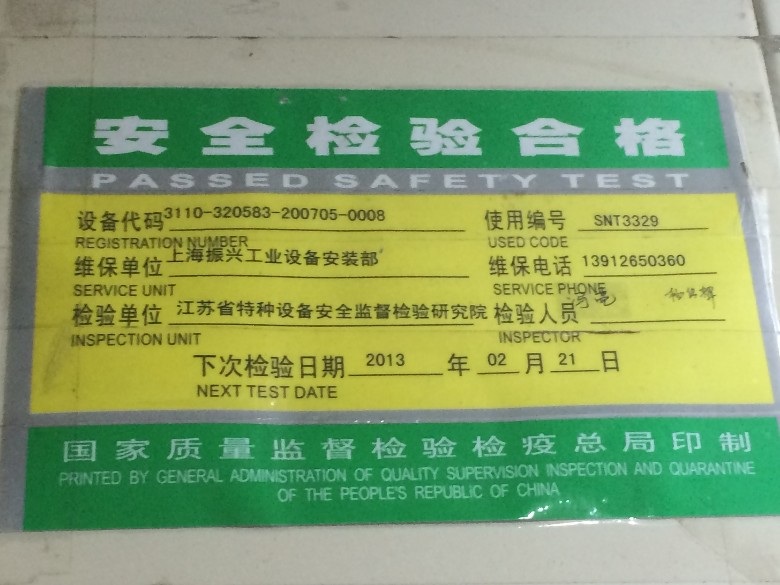 安全检验合格
PASSED SAFETY TEST
设备代码 3110-320583-200705-0008 使用编号 SNT3329
REGISTRATION NUMBER USED CODE
维保单位 上海振兴工业设备安装部 维保电话 13912650360
SERVICE UNIT SERVICE PHONE
检验单位 江苏省特种设备安全监督检验研究院 检验人员
INSPECTION UNIT INSPECTOR
下次检验日期 2013 年 02 月 21 日
NEXT TEST DATE
国家质量监督检验检疫总局印制
PRINTED BY GENERAL ADMINISTRATION OF QUALITY SUPERVISION INSPECTION AND QUARANTINE
OF THE PEOPLE'S REPUBLIC OF CHINA